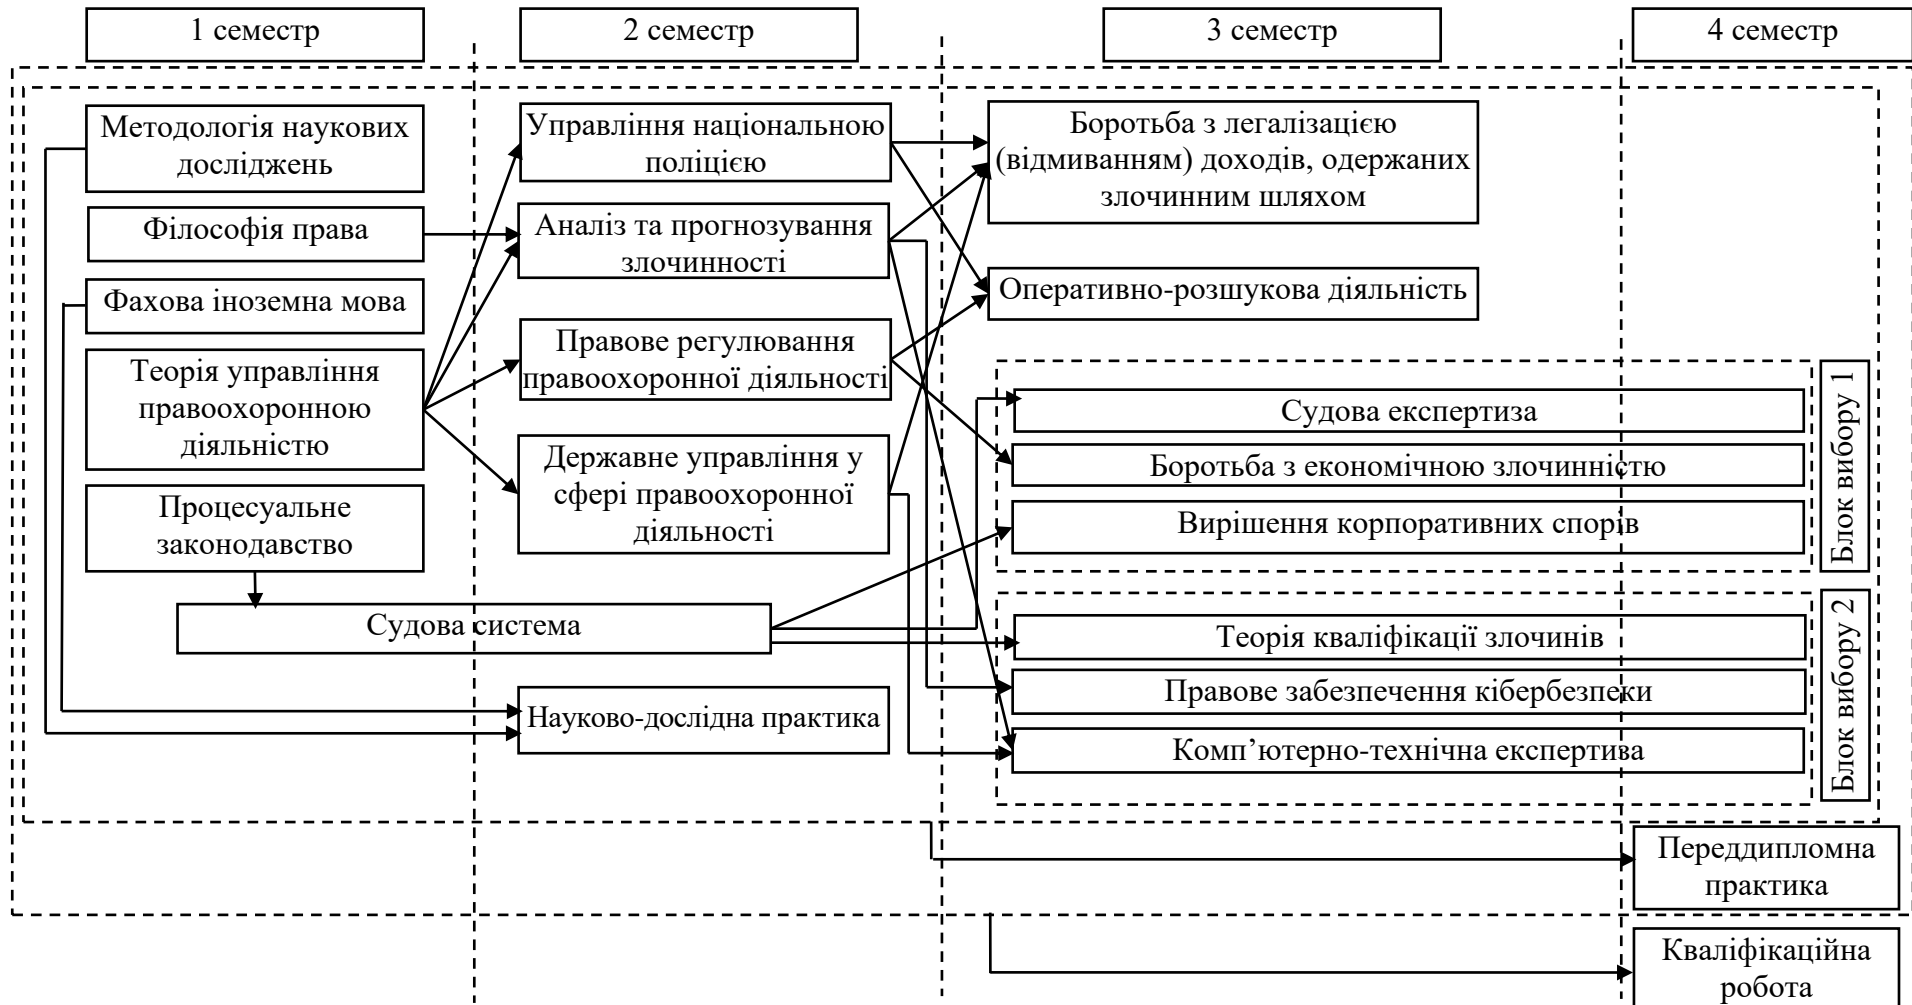 1 семестр
2 семестр
3 семестр
4 семестр
Методологія наукових
досліджень
Філософія права
Фахова іноземна мова
Теорія управління
правоохоронною
діяльністю
Процесуальне
законодавство
Судова система
Управління національною
поліцією
Аналіз та прогнозування
злочинності
Правове регулювання
правоохоронної діяльності
Державне управління у
сфері правоохоронної
діяльності
Науково-дослідна практика
Боротьба з легалізацією
(відмиванням) доходів, одержаних
злочинним шляхом
Оперативно-розшукова діяльність
Судова експертиза
Боротьба з економічною злочинністю
Вирішення корпоративних спорів
Блок вибору 1
Теорія кваліфікації злочинів
Правове забезпечення кібербезпеки
Комп’ютерно-технічна експертива
Блок вибору 2
Переддипломна
практика
Кваліфікаційна
робота